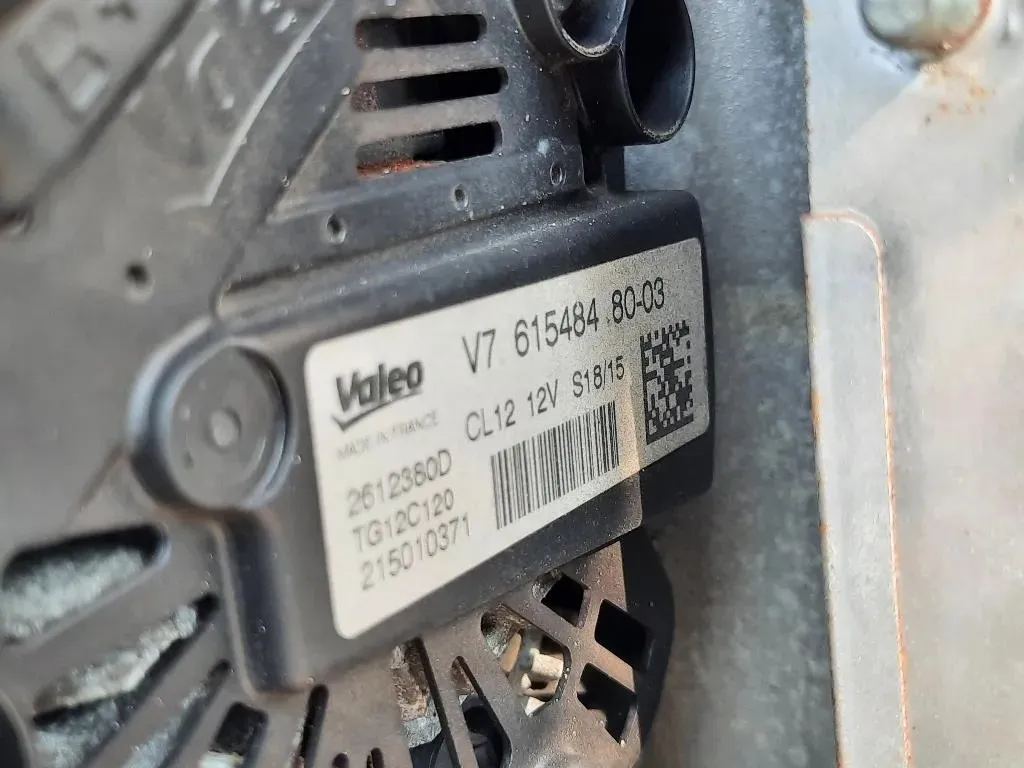 Valeo
MADE IN FRANCE
V7 615484 80-03
CL12 12V S18/15
2612380D
TG12C120
215010371